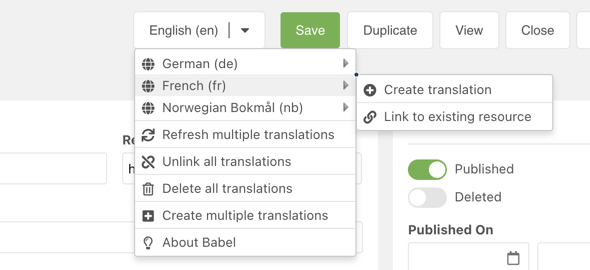 English (en)
Save
Duplicate
View
Close
German (de)
French (fr)
Norwegian Bokmål (nb)
Refresh multiple translations
Unlink all translations
Delete all translations
Create multiple translations
About Babel
Create translation
Link to existing resource
Published
Deleted
Published On